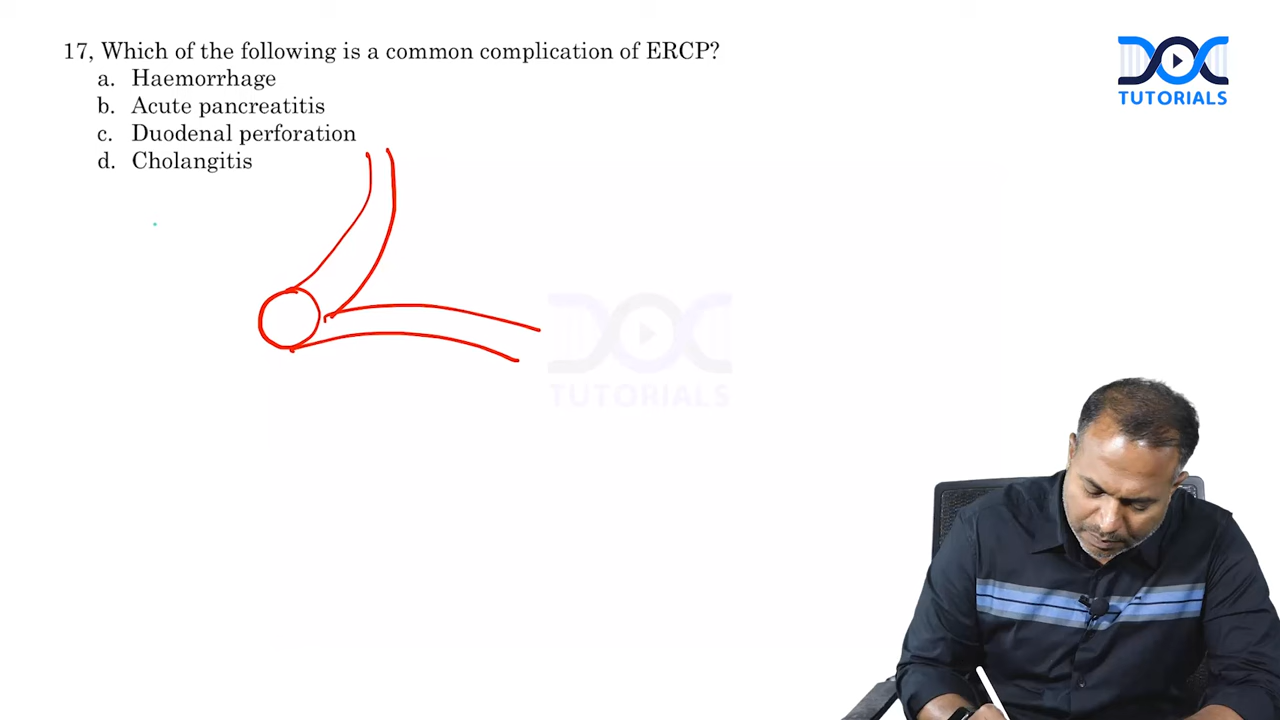 17, Which of the following is a common complication of ERCP?
a. Haemorrhage
b. Acute pancreatitis
c. Duodenal perforation
d. Cholangitis
TUTORIALS
TUTORIALS